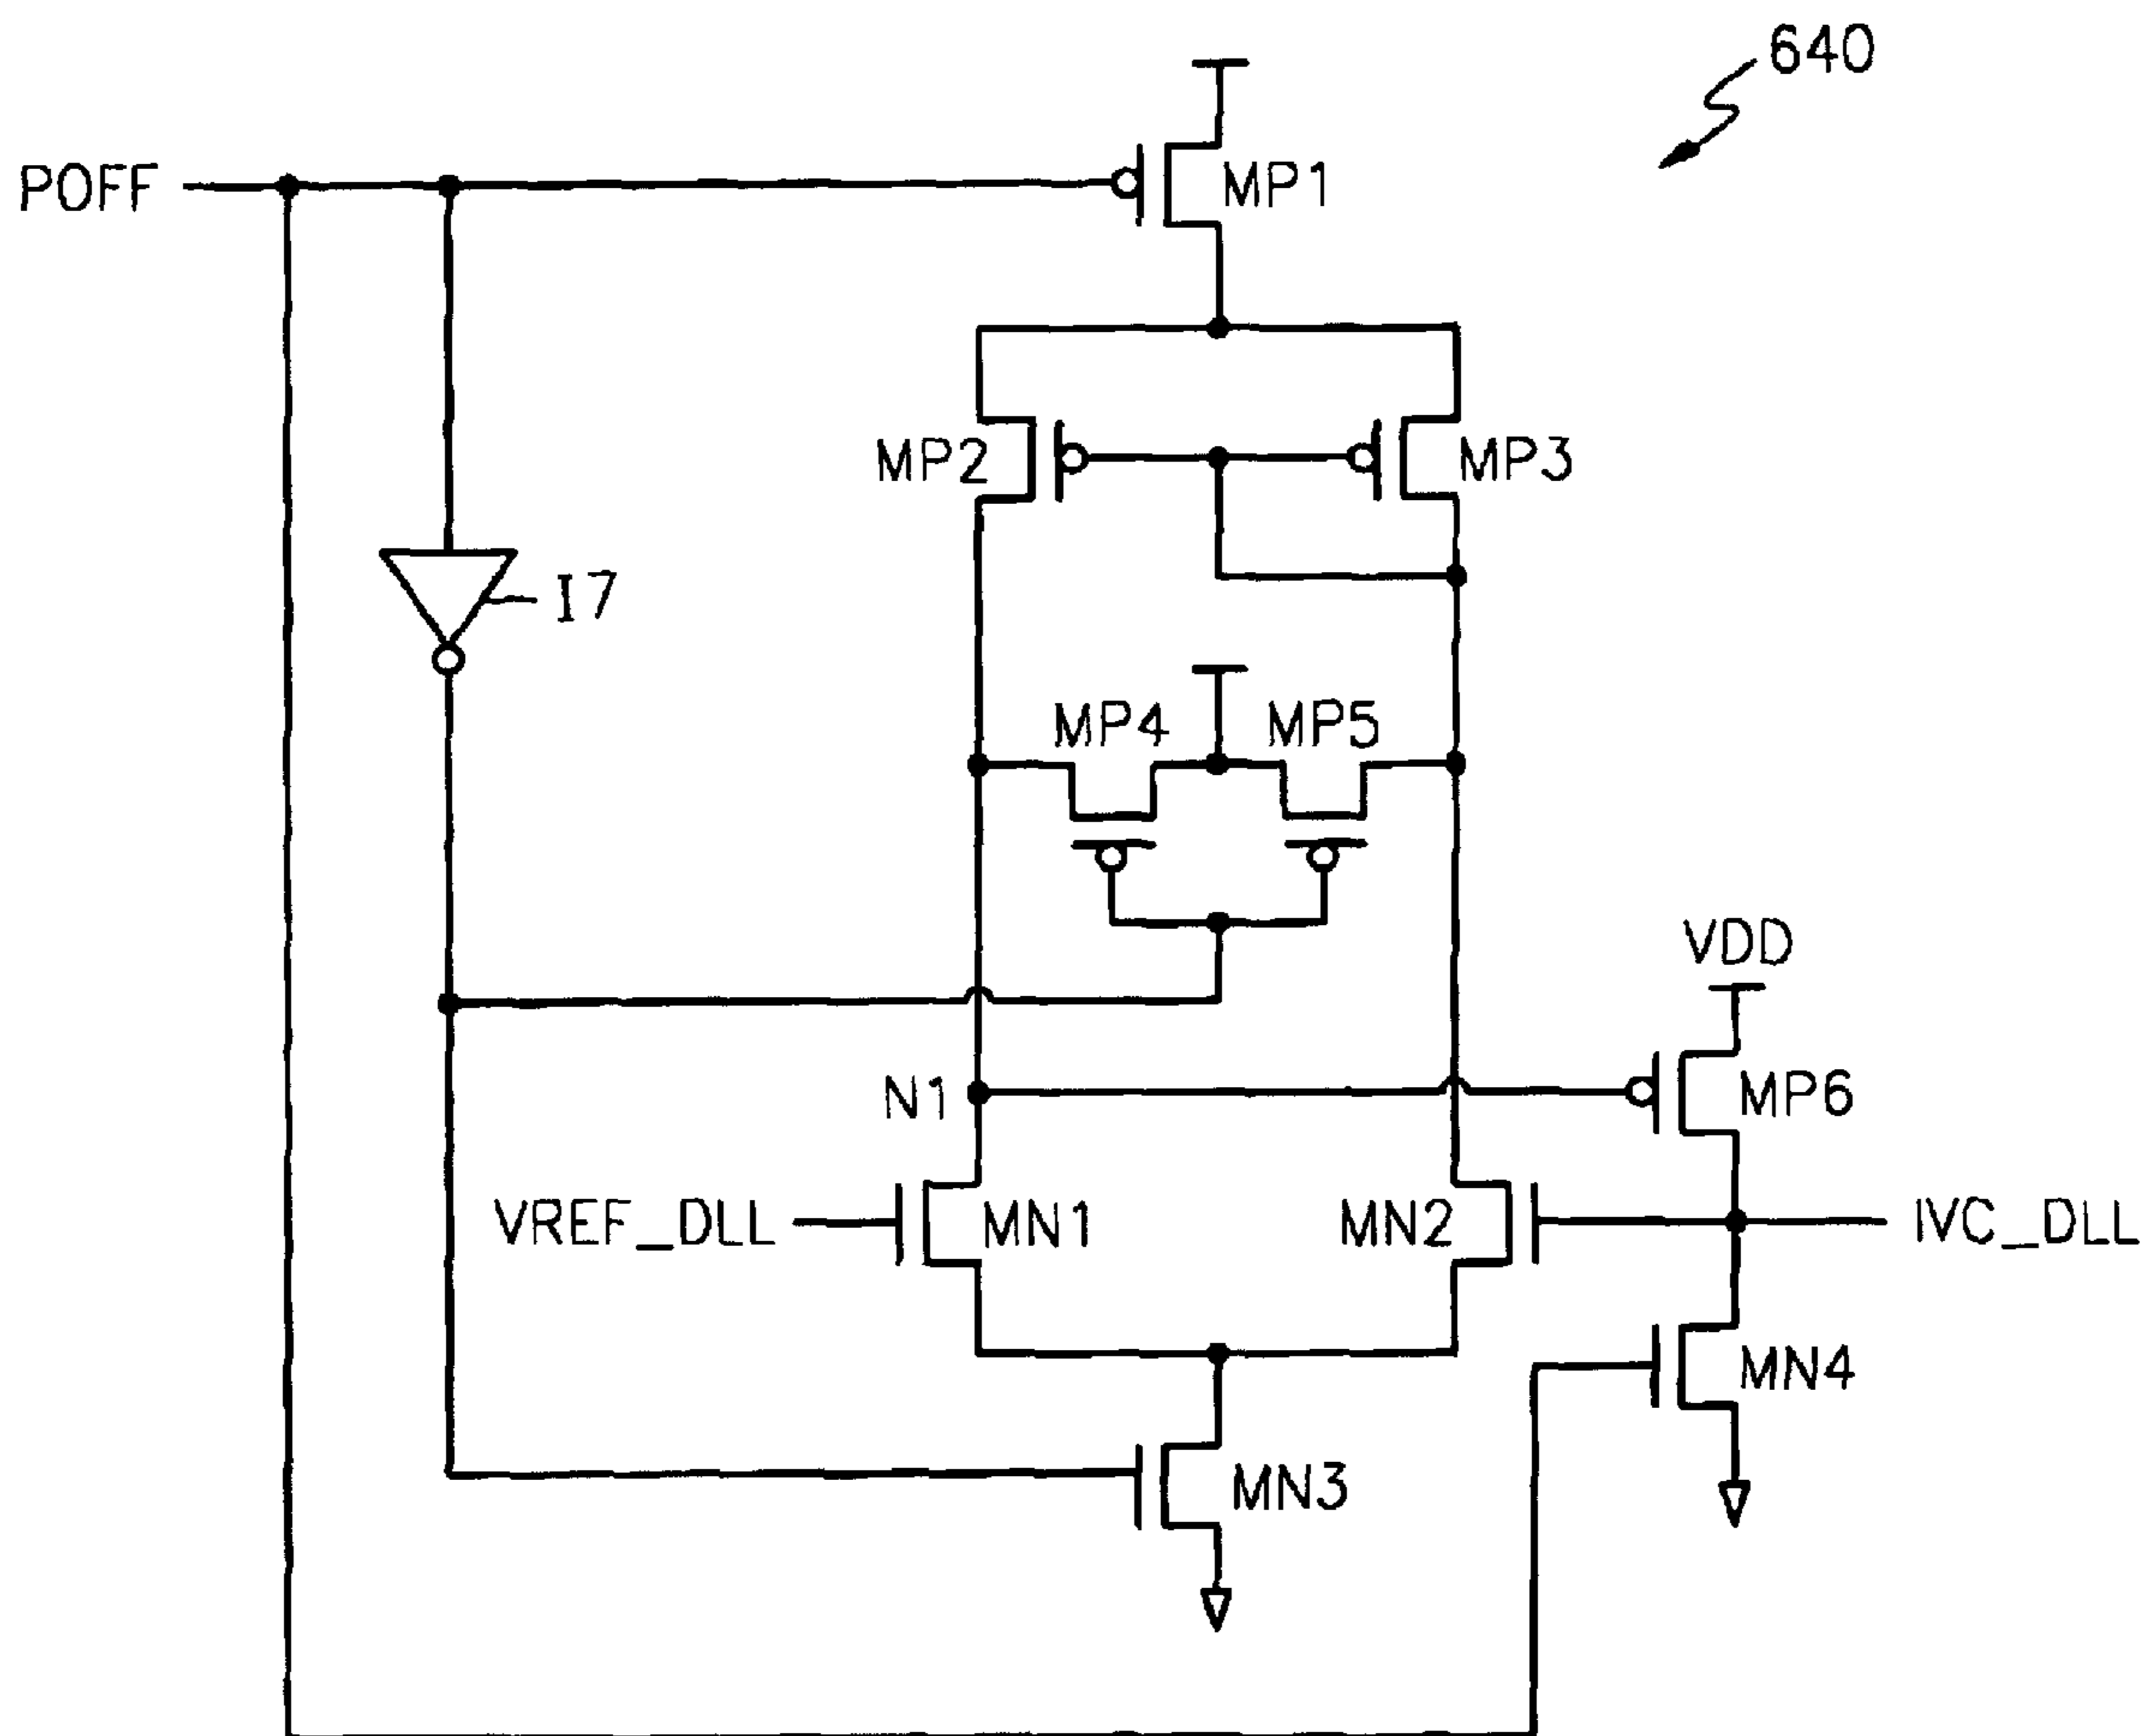 640
POFF
MP1
MP2
MP3
I7
MP4
MP5
VDD
N1
MP6
VREF_DLL
MN1
MN2
IVC_DLL
MN4
MN3